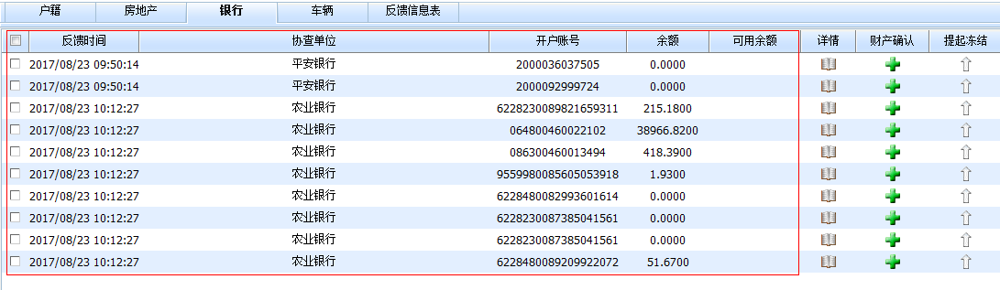 户籍 房地产 银行 车辆 反馈信息表
反馈时间 协查单位 开户账号 余额 可用余额 详情 财产确认 提起冻结
2017/08/23 09:50:14 平安银行 2000036037505 0.0000
2017/08/23 09:50:14 平安银行 2000092999724 0.0000
2017/08/23 10:12:27 农业银行 6228230089821659311 215.1800
2017/08/23 10:12:27 农业银行 064800460022102 38966.8200
2017/08/23 10:12:27 农业银行 086300460013494 418.3900
2017/08/23 10:12:27 农业银行 9559980085605053918 1.9300
2017/08/23 10:12:27 农业银行 6228480082993601614 0.0000
2017/08/23 10:12:27 农业银行 6228230087385041561 0.0000
2017/08/23 10:12:27 农业银行 6228230087385041561 0.0000
2017/08/23 10:12:27 农业银行 6228480089209922072 51.6700